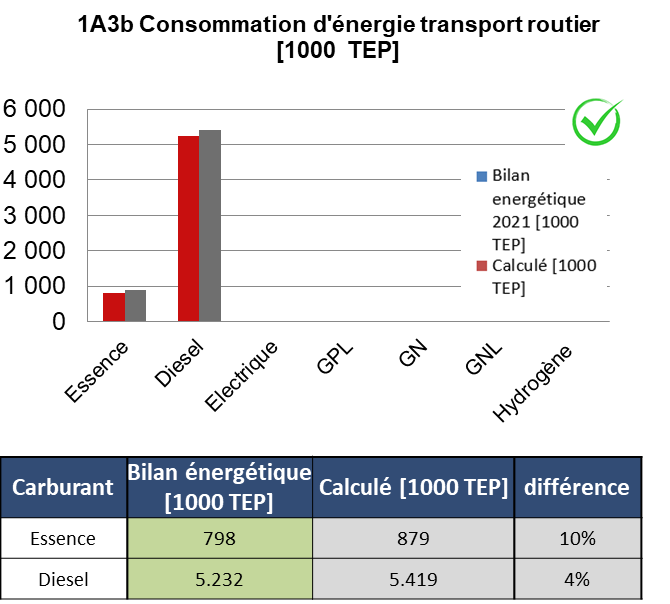 1A3b Consommation d'énergie transport routier
[1000 TEP]
6 000
5 000
4 000
3 000
2 000
1 000
0
Essence
Diesel
Electrique
GPL
GN
GNL
Hydrogène
Bilan
energétique
2021 [1000
TEP]
Calculé [1000
TEP]
Carburant Bilan énergétique [1000 TEP] Calculé [1000 TEP] différence
Essence 798 879 10%
Diesel 5.232 5.419 4%